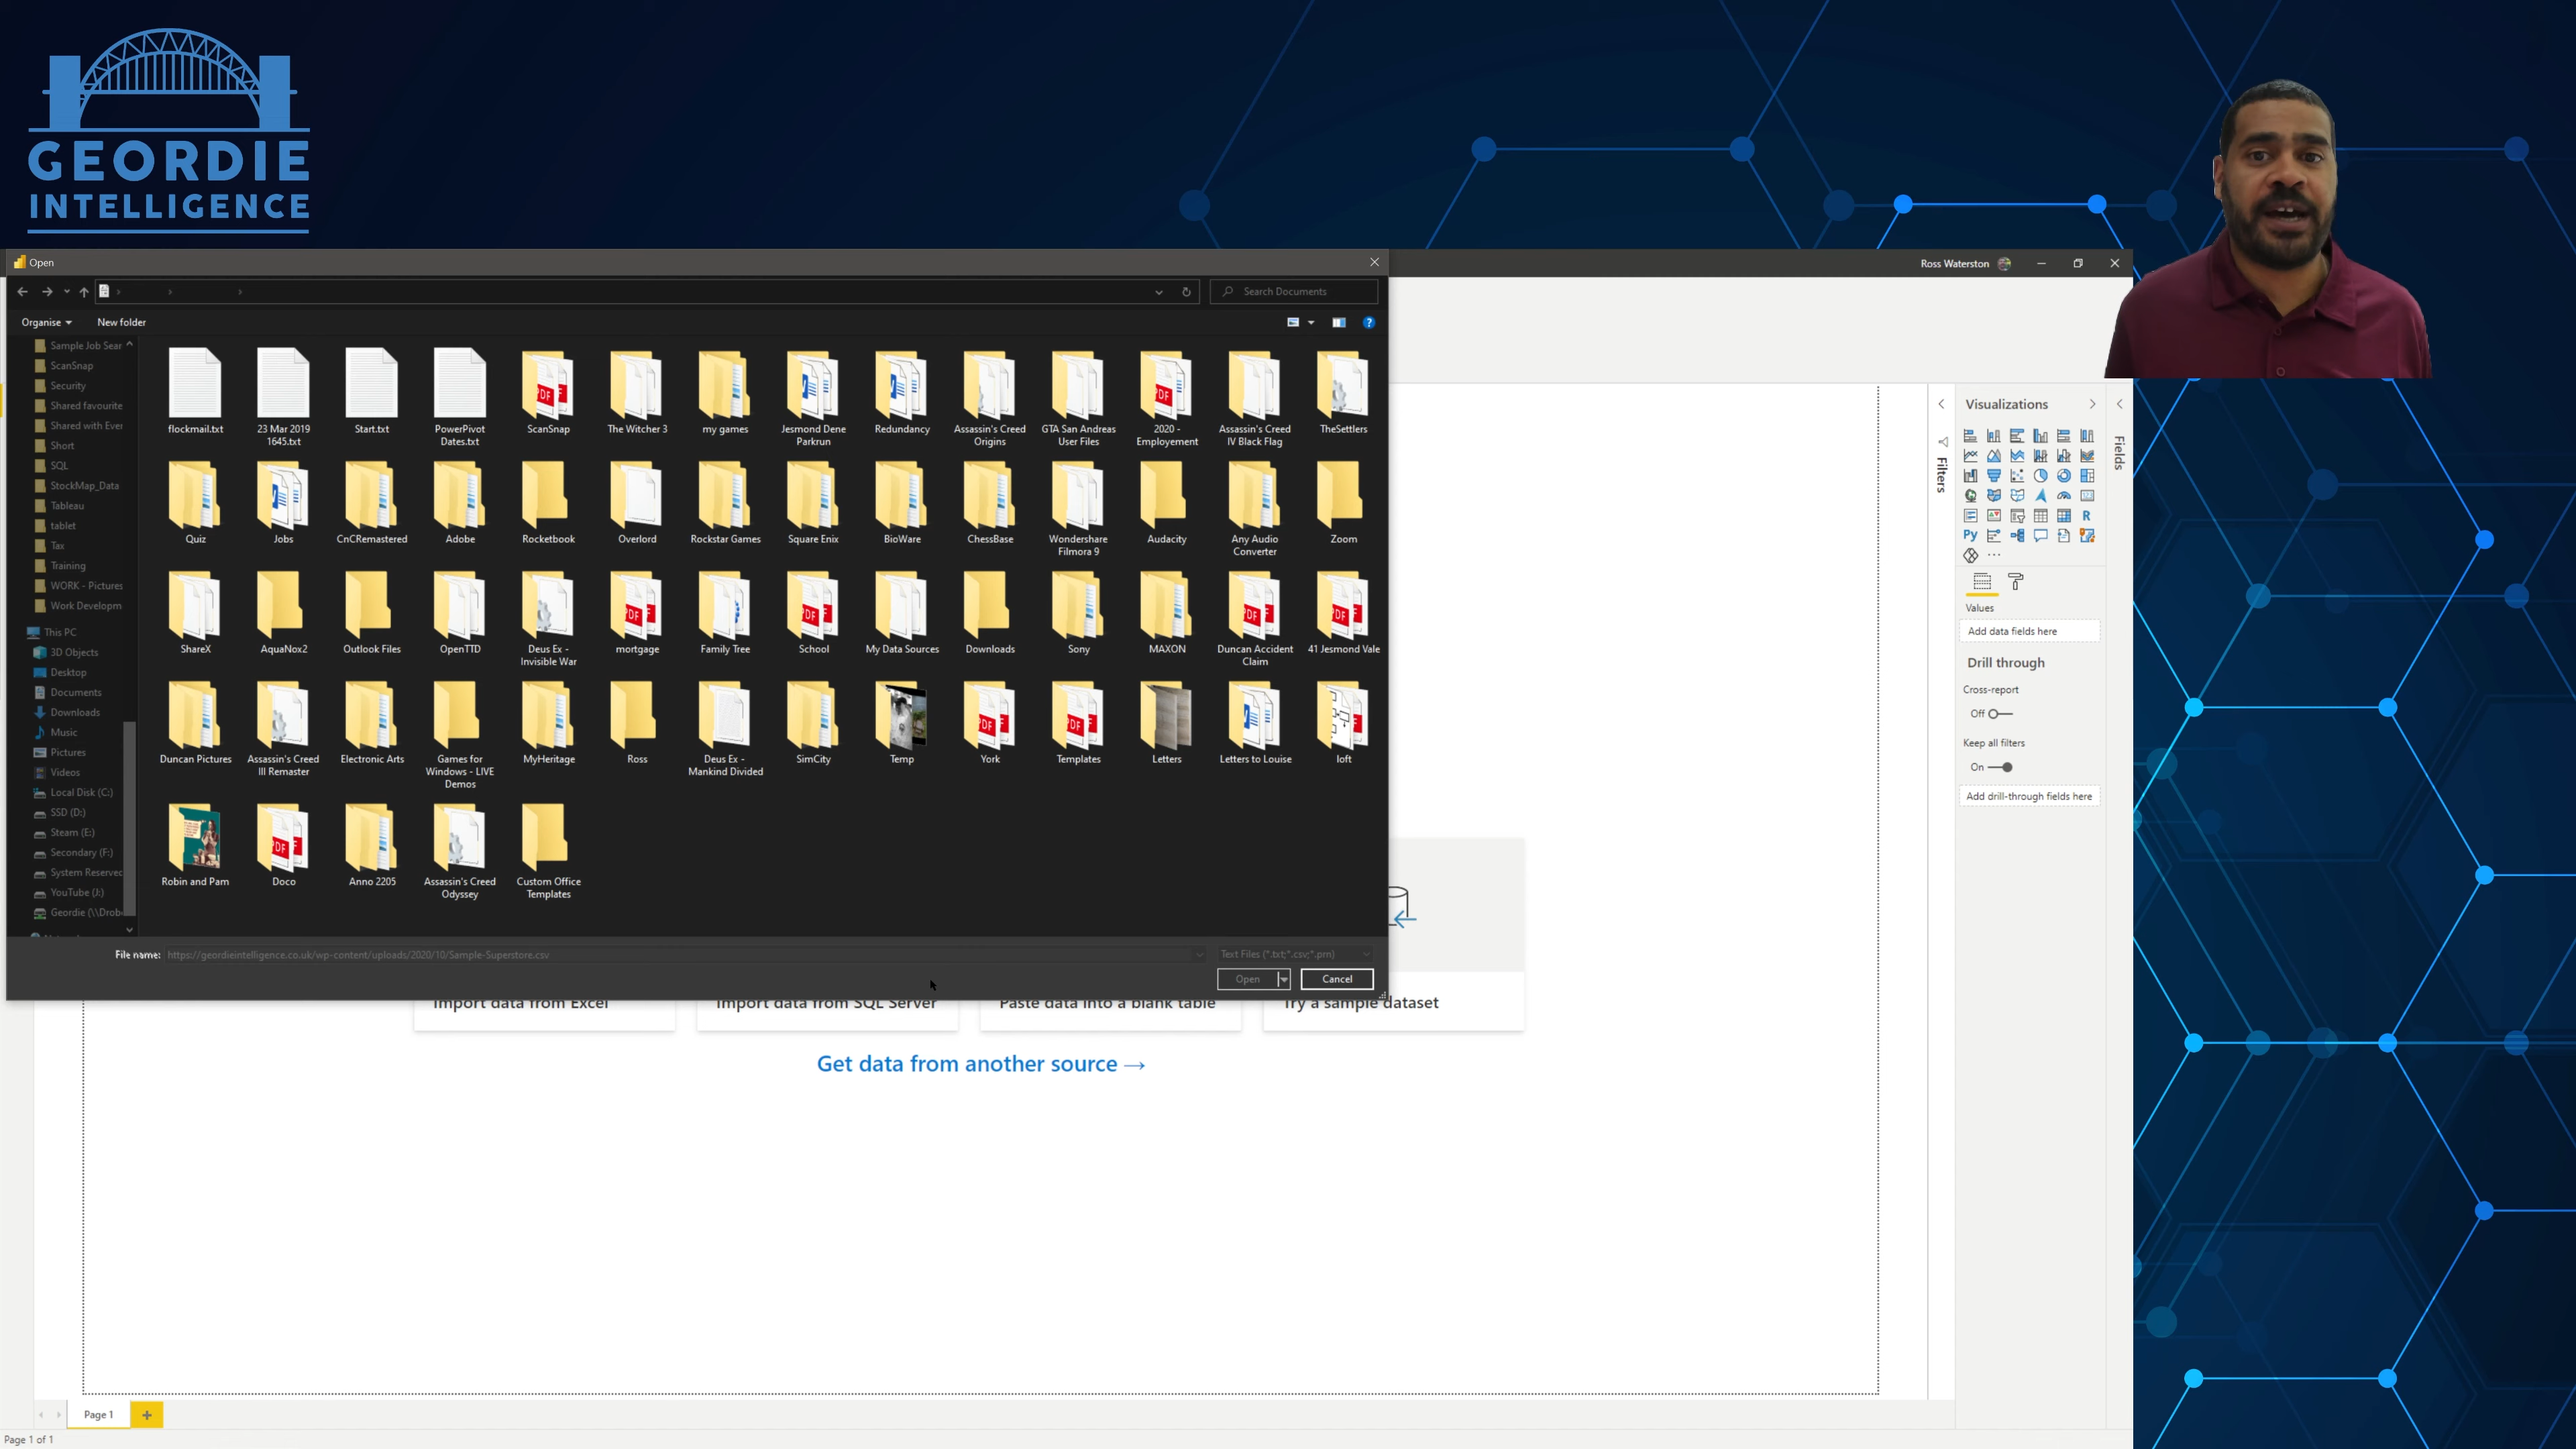 GEORDIE
INTELLIGENCE
Open
Ross Waterston
Search Documents
Organise
New folder
Sample Job Sear
ScanSnap
Security
Shared favourite
Shared with Ever
Short
SQL
StockMap_Data
Tableau
tablet
Tax
Training
WORK - Pictures
Work Developm
This PC
3D Objects
Desktop
Documents
Downloads
Music
Pictures
Videos
Local Disk (C:)
SSD (D:)
Steam (E:)
Secondary (F:)
System Reserved
YouTube (J:)
Geordie (\\Drob
flockmail.txt
23 Mar 2019
1645.txt
Start.txt
PowerPivot
Dates.txt
ScanSnap
The Witcher 3
my games
Jesmond Dene
Parkrun
Redundancy
Assassin's Creed
Origins
GTA San Andreas
User Files
2020 -
Employement
Assassin's Creed
IV Black Flag
TheSettlers
Quiz
Jobs
CnCRemastered
Adobe
Rocketbook
Overlord
Rockstar Games
Square Enix
BioWare
ChessBase
Wondershare
Filmora 9
Audacity
Any Audio
Converter
Zoom
ShareX
AquaNox2
Outlook Files
OpenTTD
Deus Ex -
Invisible War
mortgage
Family Tree
School
My Data Sources
Downloads
Sony
MAXON
Duncan Accident
Claim
41 Jesmond Vale
Duncan Pictures
Assassin's Creed
III Remaster
Electronic Arts
Games for
Windows - LIVE
Demos
MyHeritage
Ross
Deus Ex -
Mankind Divided
SimCity
Temp
York
Templates
Letters
Letters to Louise
loft
Robin and Pam
Doco
Anno 2205
Assassin's Creed
Odyssey
Custom Office
Templates
File name: https://geordieintelligence.co.uk/wp-content/uploads/2020/10/Sample-Superstore.csv
Text Files (*.txt;*.csv;*.prn)
Open
Cancel
Import data from Excel
Import data from SQL Server
Paste data into a blank table
Try a sample dataset
Get data from another source →
Filters
Visualizations
Fields
R
Py
Values
Add data fields here
Drill through
Cross-report
Off
Keep all filters
On
Add drill-through fields here
Page 1
Page 1 of 1